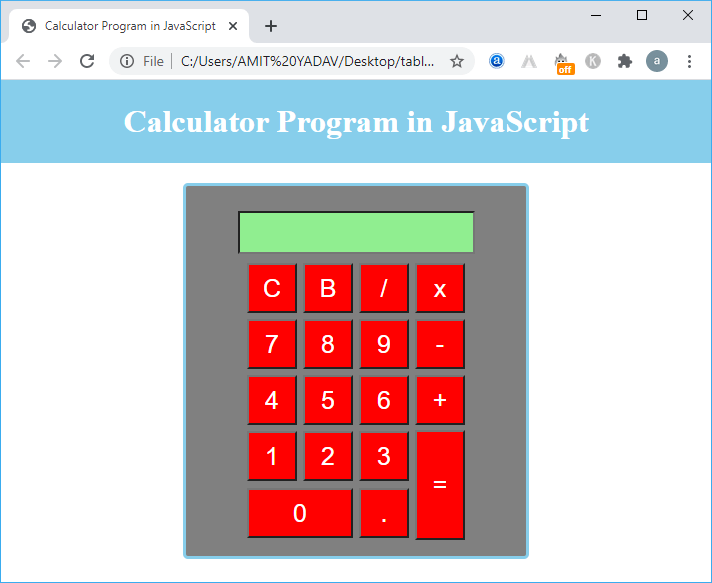 Calculator Program in JavaScript
File C:/Users/AMIT%20YADAV/Desktop/tabl...
a off K a
Calculator Program in JavaScript
C B / x
7 8 9 -
4 5 6 +
1 2 3
=
0 .